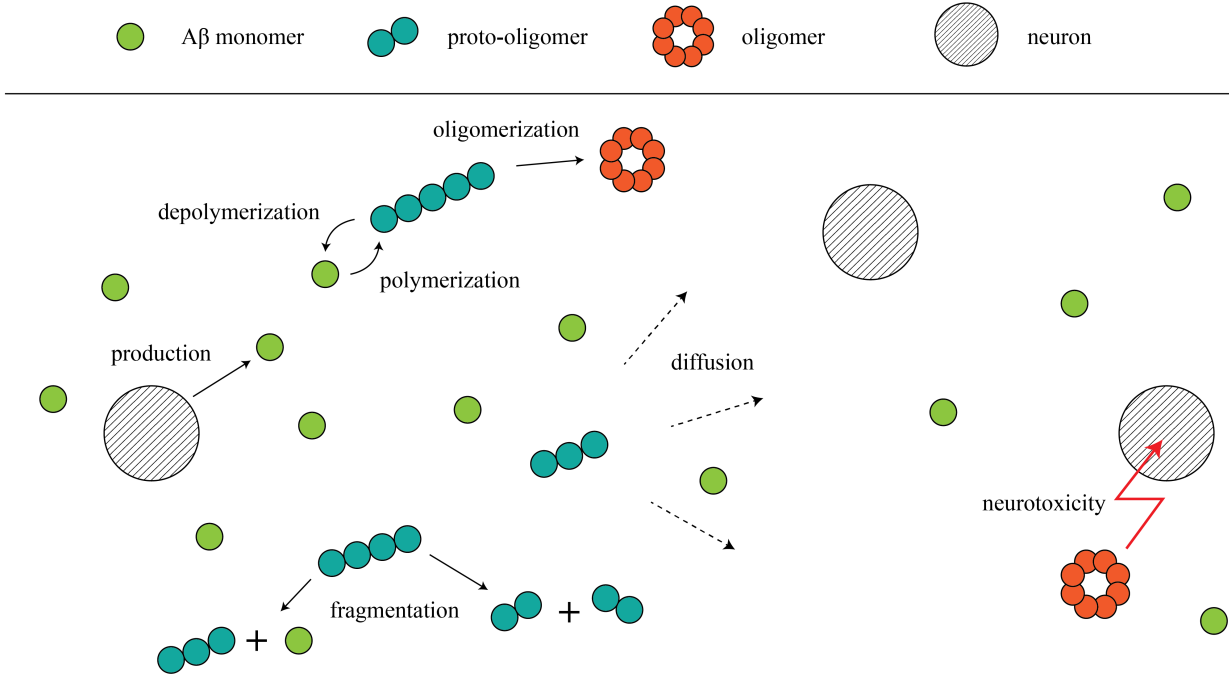 Aβ monomer
proto-oligomer
oligomer
neuron
oligomerization
depolymerization
polymerization
production
diffusion
neurotoxicity
fragmentation
+
+